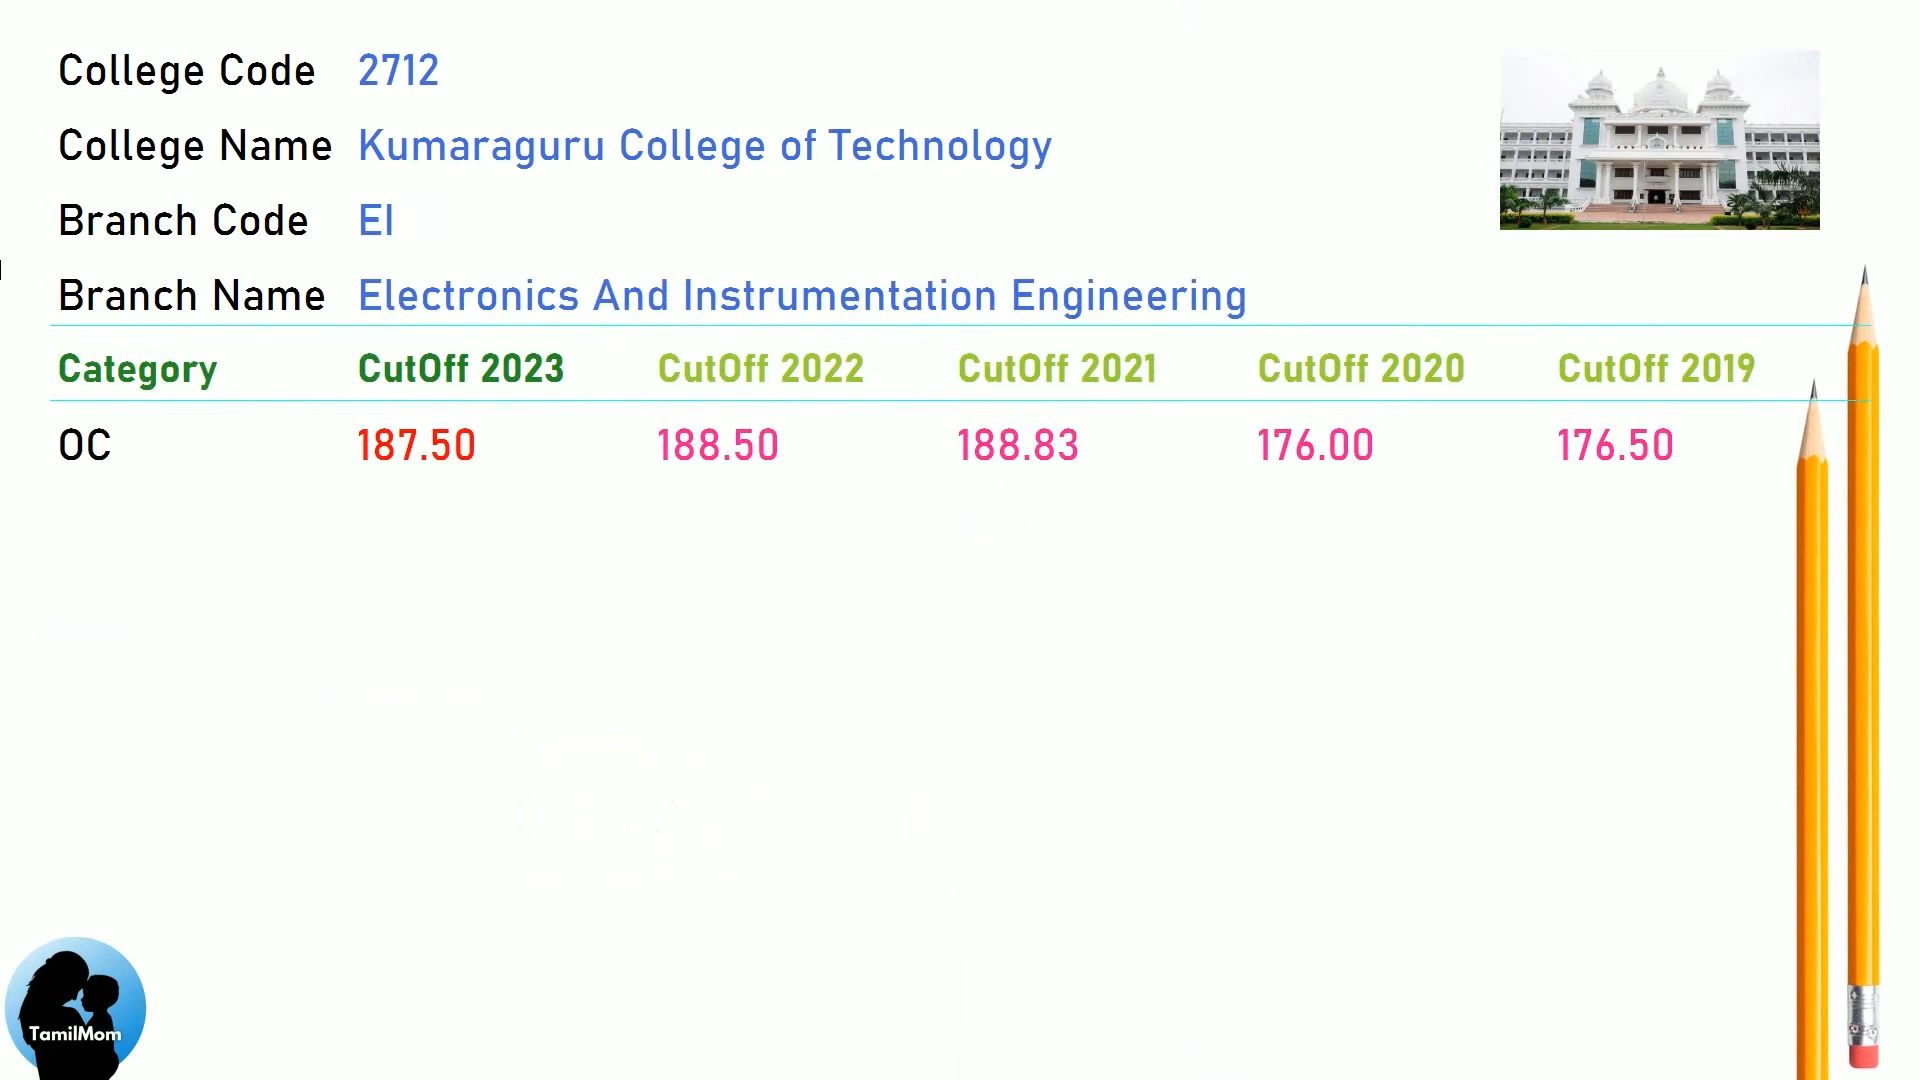 College Code 2712
College Name Kumaraguru College of Technology
Branch Code EI
Branch Name Electronics And Instrumentation Engineering
Category CutOff 2023 CutOff 2022 CutOff 2021 CutOff 2020 CutOff 2019
OC 187.50 188.50 188.83 176.00 176.50
TamilMom